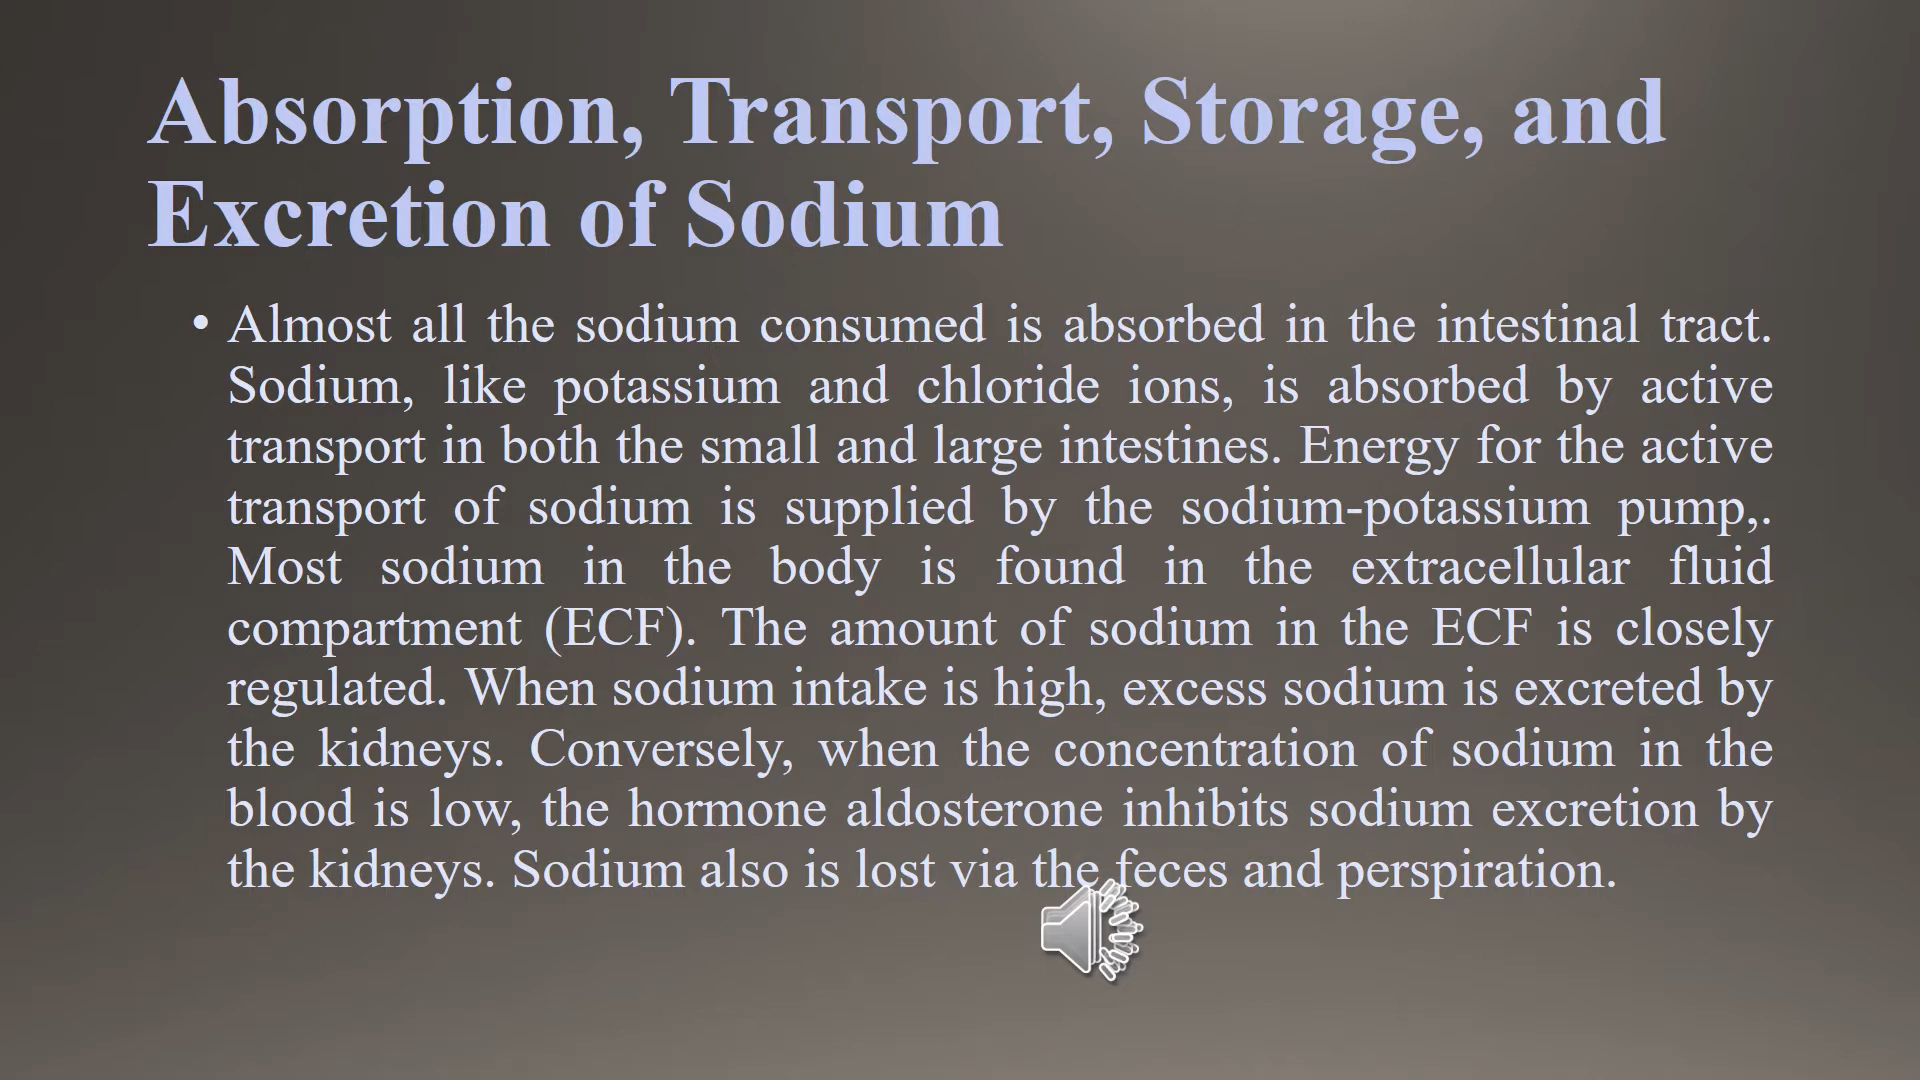 Absorption, Transport, Storage, and
Excretion of Sodium
• Almost all the sodium consumed is absorbed in the intestinal tract.
Sodium, like potassium and chloride ions, is absorbed by active
transport in both the small and large intestines. Energy for the active
transport of sodium is supplied by the sodium-potassium pump,.
Most sodium in the body is found in the extracellular fluid
compartment (ECF). The amount of sodium in the ECF is closely
regulated. When sodium intake is high, excess sodium is excreted by
the kidneys. Conversely, when the concentration of sodium in the
blood is low, the hormone aldosterone inhibits sodium excretion by
the kidneys. Sodium also is lost via the feces and perspiration.